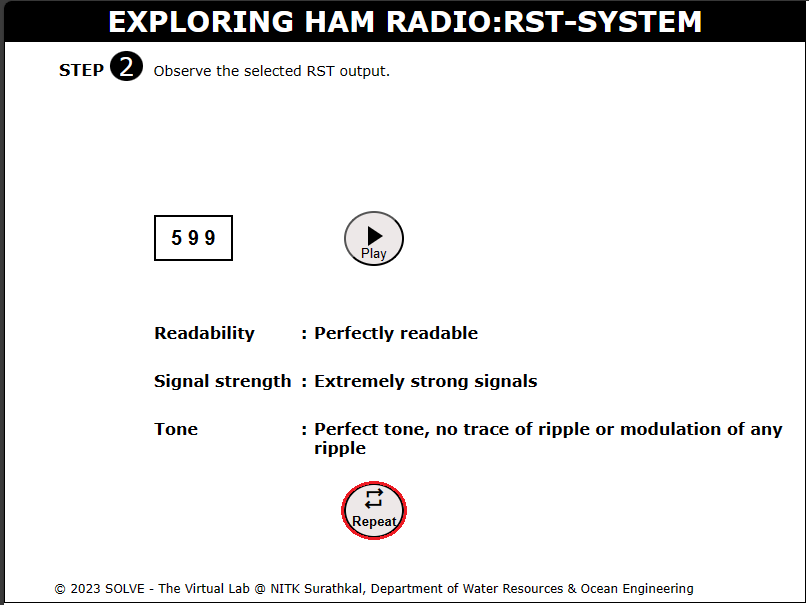 EXPLORING HAM RADIO:RST-SYSTEM
STEP 2 Observe the selected RST output.
5 9 9
Play
Readability : Perfectly readable
Signal strength : Extremely strong signals
Tone : Perfect tone, no trace of ripple or modulation of any
ripple
Repeat
© 2023 SOLVE - The Virtual Lab @ NITK Surathkal, Department of Water Resources & Ocean Engineering